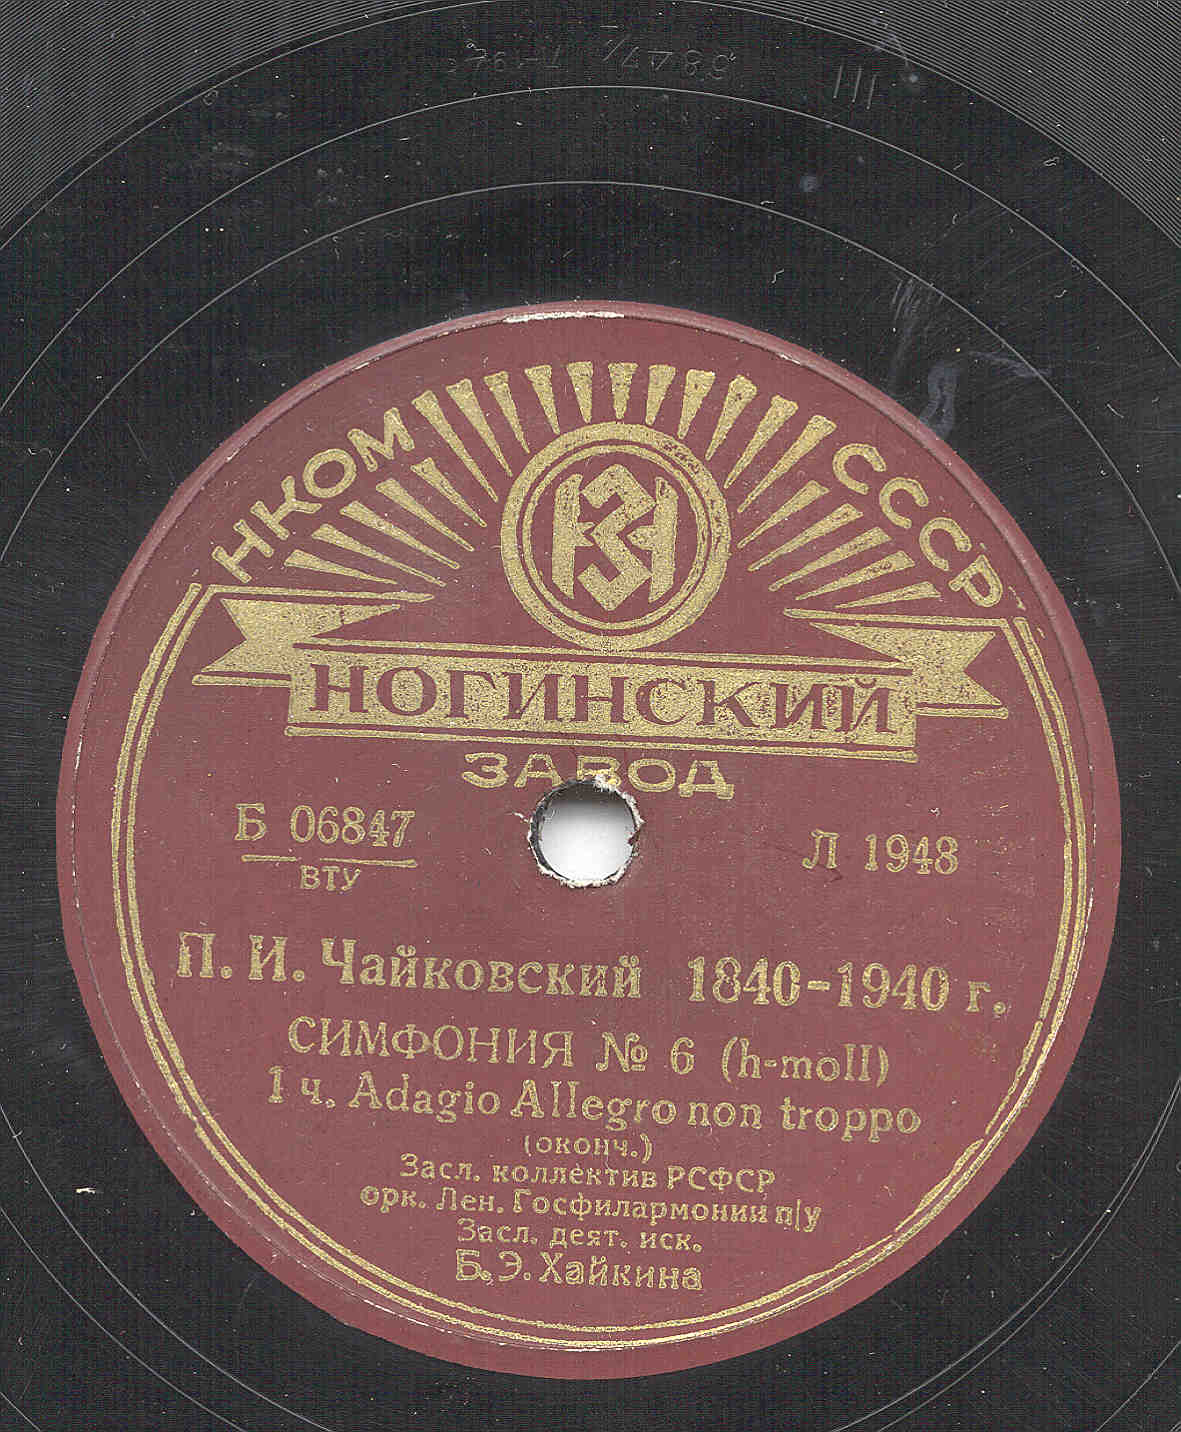 НКОМ СССР
НОГИНСКИЙ
ЗАВОД
Б 06847 Л 1948
ВТУ
П. И. Чайковский 1840-1940 г.
СИМФОНИЯ № 6 (h-moll)
1 ч. Adagio Allegro non troppo
(оконч.)
Засл. коллектив РСФСР
орк. Лен. Госфилармонии п/у
Засл. деят. иск.
Б. Э. Хайкина